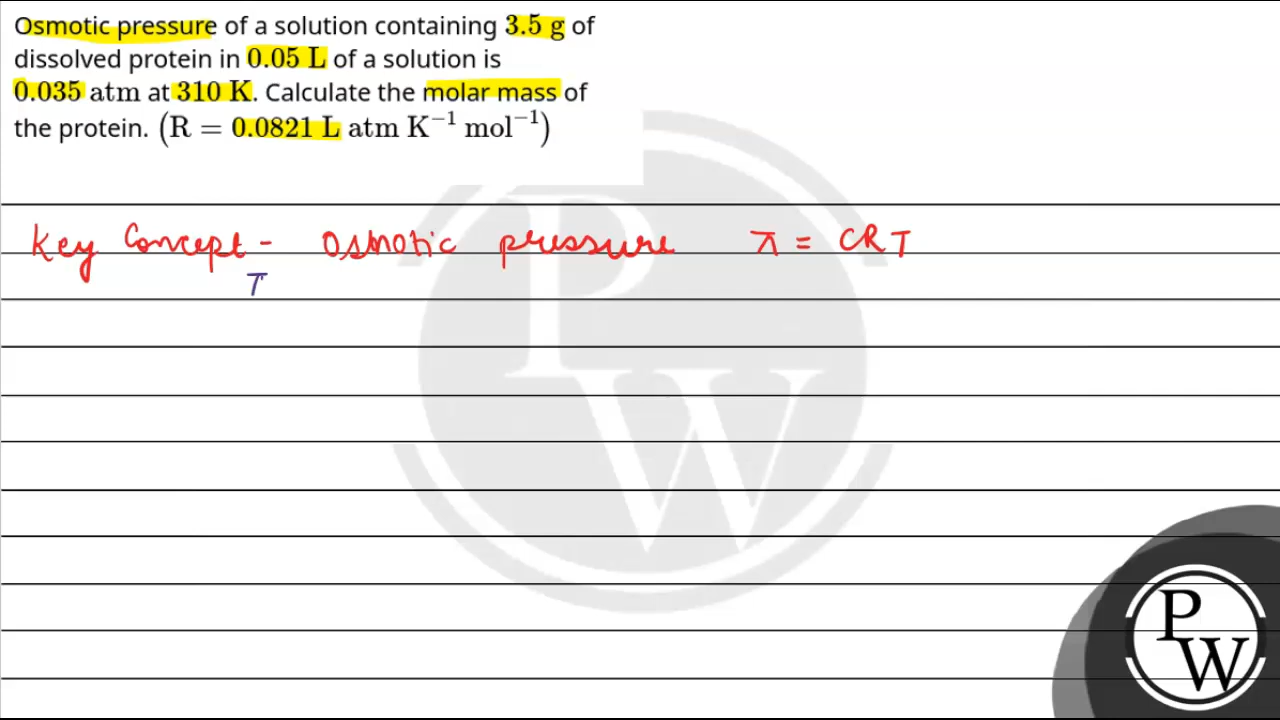 Osmotic pressure of a solution containing 3.5 g of
dissolved protein in 0.05 L of a solution is
0.035 atm at 310 K. Calculate the molar mass of
the protein. (R = 0.0821 L atm K⁻¹ mol⁻¹)
Key Concept - Osmotic pressure π = CRT
T
P
W
P
W